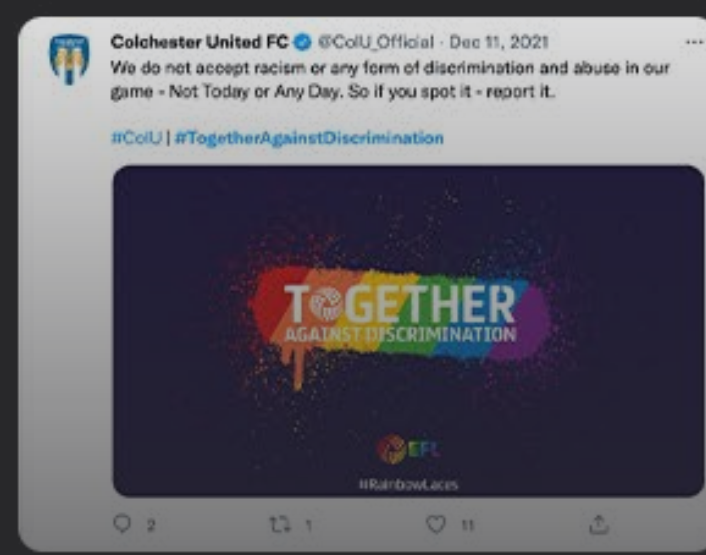 Colchester United FC @ColU_Official · Dec 11, 2021
We do not accept racism or any form of discrimination and abuse in our
game - Not Today or Any Day. So if you spot it - report it.
#ColU | #TogetherAgainstDiscrimination
TOGETHER
AGAINST DISCRIMINATION
EFL
#RainbowLaces
2 1 11